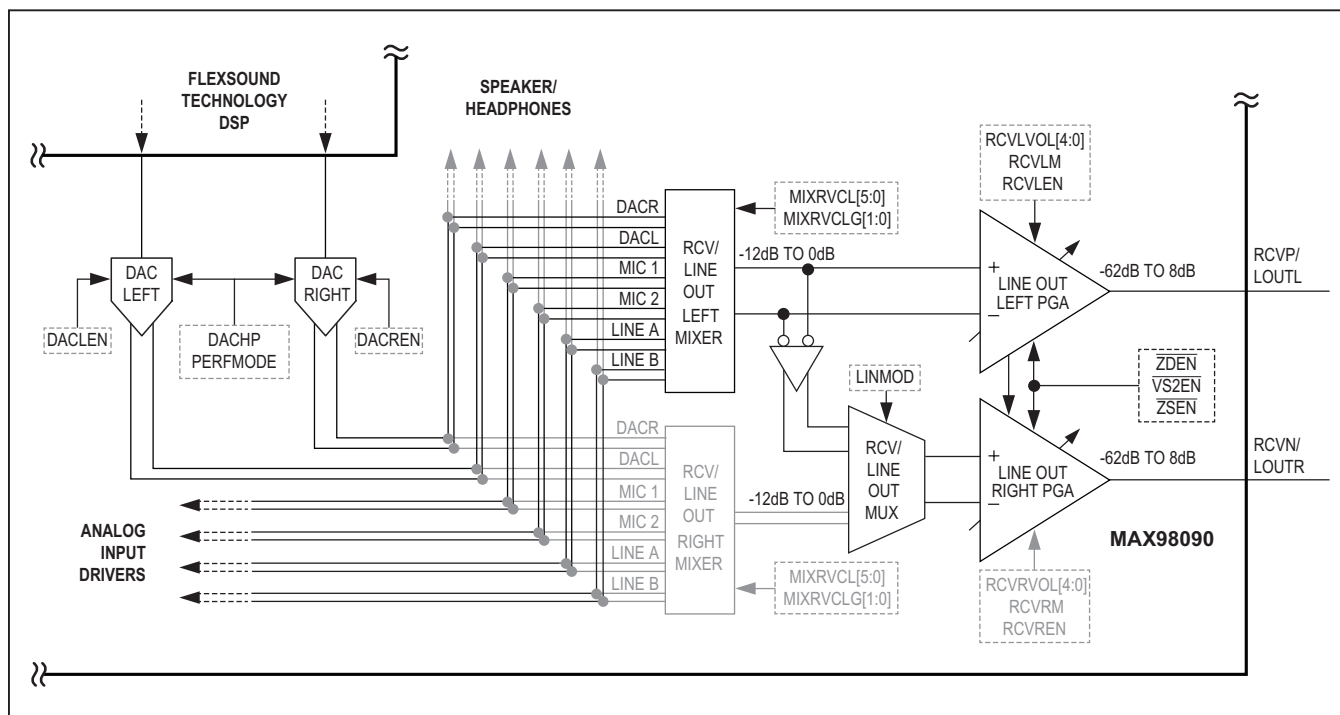 FLEXSOUND
TECHNOLOGY
DSP
SPEAKER/
HEADPHONES
DAC
LEFT
DAC
RIGHT
DACLEN
DACHP
PERFMODE
DACREN
ANALOG
INPUT
DRIVERS
DACR
DACL
MIC 1
MIC 2
LINE A
LINE B
RCV/
LINE
OUT
LEFT
MIXER
MIXRVCL[5:0]
MIXRVCLG[1:0]
-12dB TO 0dB
DACR
DACL
MIC 1
MIC 2
LINE A
LINE B
RCV/
LINE
OUT
RIGHT
MIXER
-12dB TO 0dB
MIXRVCL[5:0]
MIXRVCLG[1:0]
LINMOD
RCV/
LINE
OUT
MUX
RCVLVOL[4:0]
RCVLM
RCVLEN
+
LINE OUT
LEFT PGA
−
-62dB TO 8dB
RCVP/
LOUTL
ZDEN
VS2EN
ZSEN
+
LINE OUT
RIGHT PGA
−
-62dB TO 8dB
RCVN/
LOUTR
MAX98090
RCVRVOL[4:0]
RCVRM
RCVREN